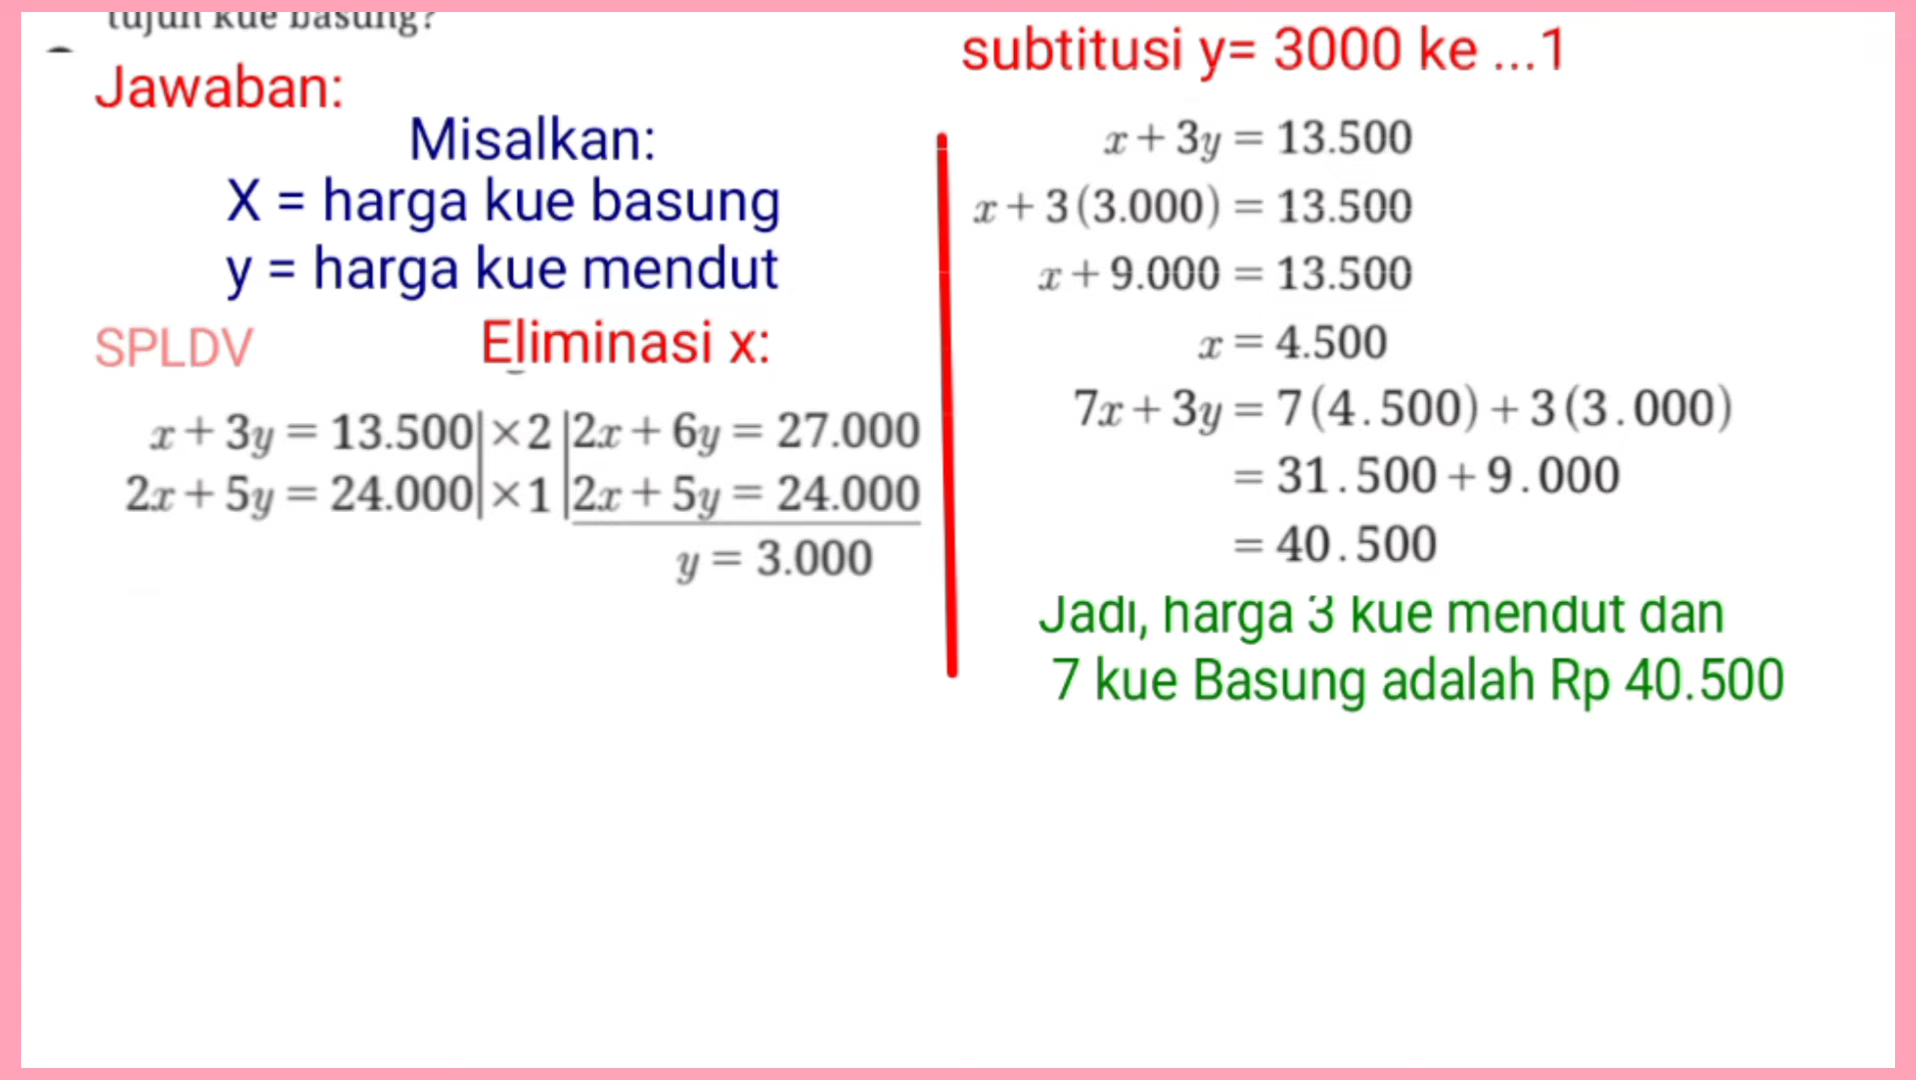 tujuh kue basung?
Jawaban:
Misalkan:
X = harga kue basung
y = harga kue mendut
SPLDV
Eliminasi x:
x + 3y = 13.500 | ×2 | 2x + 6y = 27.000
2x + 5y = 24.000 | ×1 | 2x + 5y = 24.000
y = 3.000
subtitusi y= 3000 ke ...1
x + 3y = 13.500
x + 3(3.000) = 13.500
x + 9.000 = 13.500
x = 4.500
7x + 3y = 7(4.500) + 3(3.000)
= 31.500 + 9.000
= 40.500
Jadi, harga 3 kue mendut dan
7 kue Basung adalah Rp 40.500